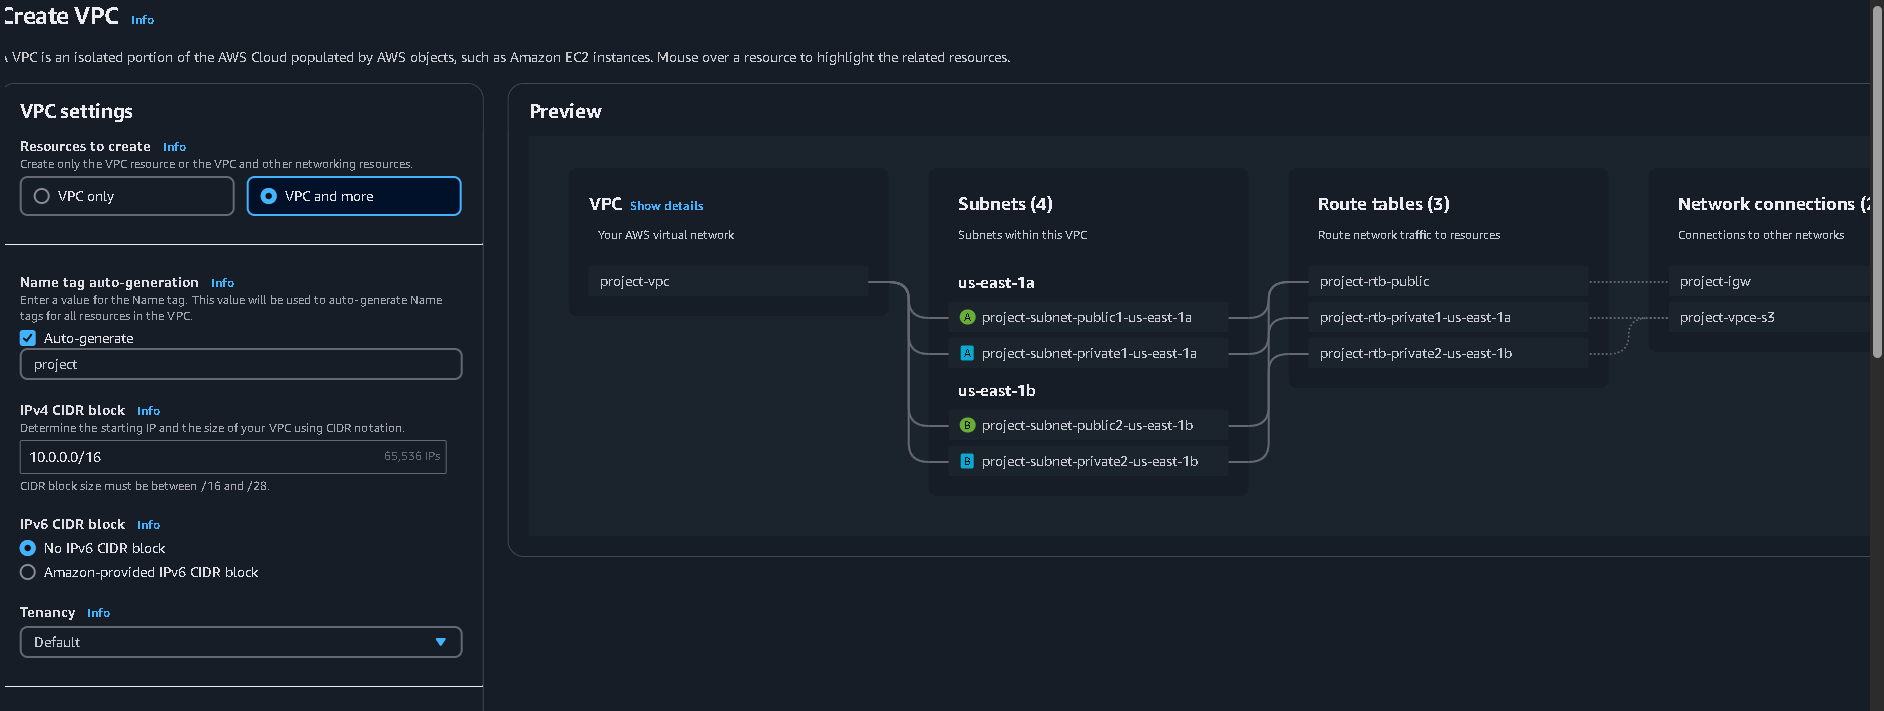 Create VPC Info
A VPC is an isolated portion of the AWS Cloud populated by AWS objects, such as Amazon EC2 instances. Mouse over a resource to highlight the related resources.
VPC settings
Resources to create Info
Create only the VPC resource or the VPC and other networking resources.
VPC only
VPC and more
Name tag auto-generation Info
Enter a value for the Name tag. This value will be used to auto-generate Name
tags for all resources in the VPC.
Auto-generate
project
IPv4 CIDR block Info
Determine the starting IP and the size of your VPC using CIDR notation.
10.0.0.0/16 65,536 IPs
CIDR block size must be between /16 and /28.
IPv6 CIDR block Info
No IPv6 CIDR block
Amazon-provided IPv6 CIDR block
Tenancy Info
Default
Preview
VPC Show details
Your AWS virtual network
project-vpc
Subnets (4)
Subnets within this VPC
us-east-1a
A project-subnet-public1-us-east-1a
A project-subnet-private1-us-east-1a
us-east-1b
B project-subnet-public2-us-east-1b
B project-subnet-private2-us-east-1b
Route tables (3)
Route network traffic to resources
project-rtb-public
project-rtb-private1-us-east-1a
project-rtb-private2-us-east-1b
Network connections (2
Connections to other networks
project-igw
project-vpce-s3